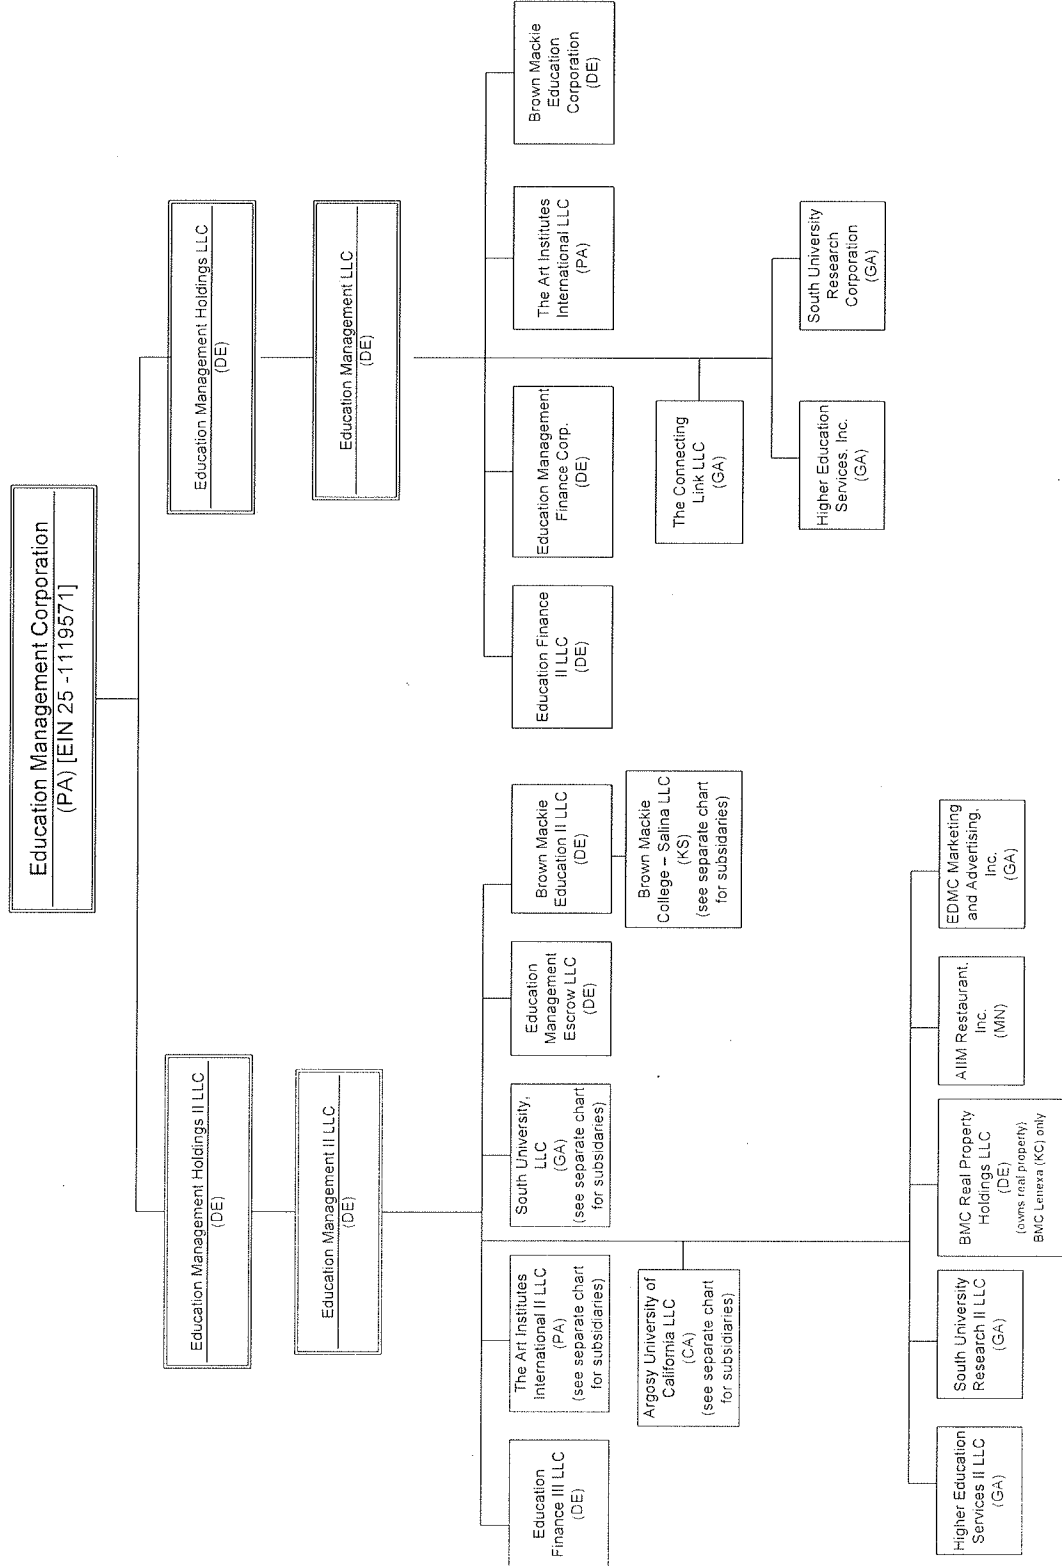 Education Management Corporation
(PA) [EIN 25 -1119571]
Education Management Holdings II LLC
(DE)
Education Management Holdings LLC
(DE)
Education Management II LLC
(DE)
Education Management LLC
(DE)
Education
Finance III LLC
(DE)
The Art Institutes
International II LLC
(PA)
(see separate chart
for subsidiaries)
South University,
LLC
(GA)
(see separate chart
for subsidaries)
Education
Management
Escrow LLC
(DE)
Brown Mackie
Education II LLC
(DE)
Education Finance
II LLC
(DE)
Education Management
Finance Corp.
(DE)
The Art Institutes
International LLC
(PA)
Brown Mackie
Education
Corporation
(DE)
Argosy University of
California LLC
(CA)
(see separate chart
for subsidiaries)
Brown Mackie
College – Salina LLC
(KS)
(see separate chart
for subsidaries)
The Connecting
Link LLC
(GA)
Higher Education
Services, Inc.
(GA)
South University
Research
Corporation
(GA)
Higher Education
Services II LLC
(GA)
South University
Research II LLC
(GA)
BMC Real Property
Holdings LLC
(DE)
(owns real property)
BMC Lenexa (KC) only
AIIM Restaurant,
Inc.
(MN)
EDMC Marketing
and Advertising,
Inc.
(GA)